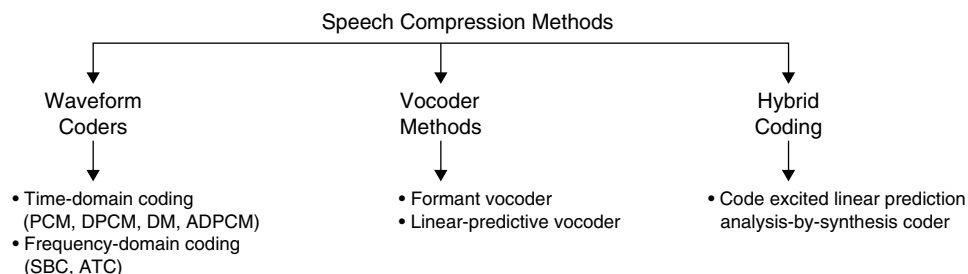 Speech Compression Methods
Waveform
Coders
Vocoder
Methods
Hybrid
Coding
• Time-domain coding
(PCM, DPCM, DM, ADPCM)
• Frequency-domain coding
(SBC, ATC)
• Formant vocoder
• Linear-predictive vocoder
• Code excited linear prediction
analysis-by-synthesis coder